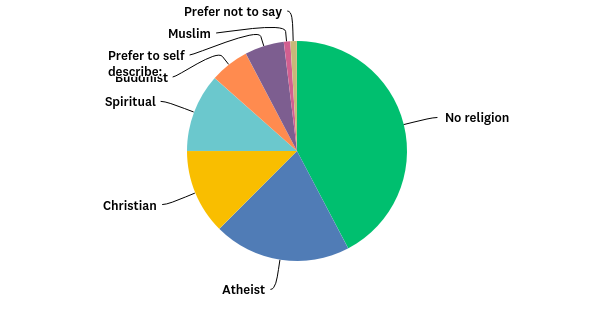 Prefer not to say
Muslim
Prefer to self
describe:
Buddhist
Spiritual
No religion
Christian
Atheist